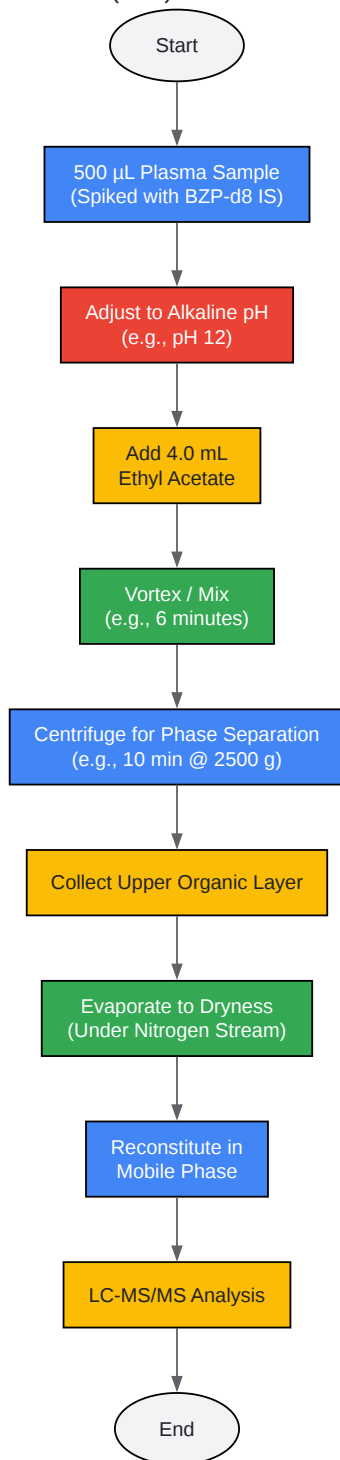 Start
500 µL Plasma Sample
(Spiked with BZP-d8 IS)
Adjust to Alkaline pH
(e.g., pH 12)
Add 4.0 mL
Ethyl Acetate
Vortex / Mix
(e.g., 6 minutes)
Centrifuge for Phase Separation
(e.g., 10 min @ 2500 g)
Collect Upper Organic Layer
Evaporate to Dryness
(Under Nitrogen Stream)
Reconstitute in
Mobile Phase
LC-MS/MS Analysis
End